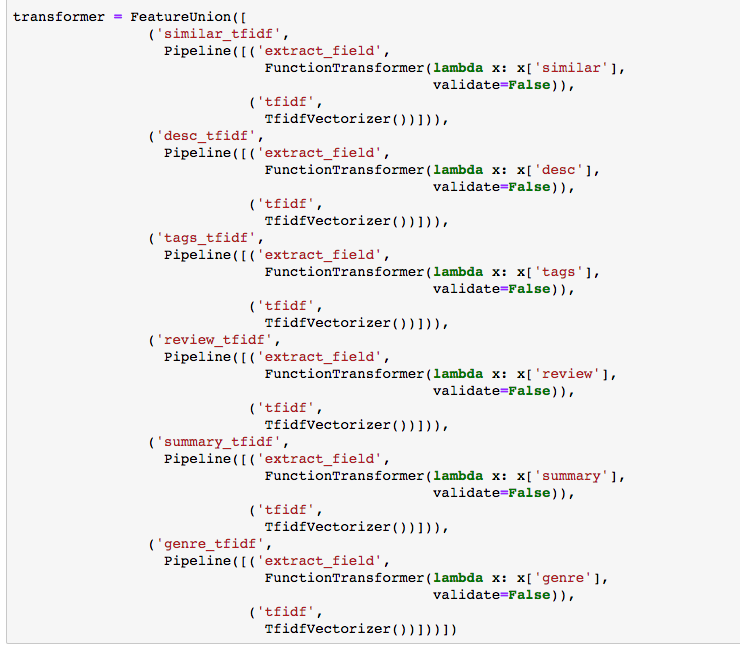 transformer = FeatureUnion([
                ('similar_tfidf',
                  Pipeline([('extract_field',
                              FunctionTransformer(lambda x: x['similar'],
                                                  validate=False)),
                            ('tfidf',
                              TfidfVectorizer())])),
                ('desc_tfidf',
                  Pipeline([('extract_field',
                              FunctionTransformer(lambda x: x['desc'],
                                                  validate=False)),
                            ('tfidf',
                              TfidfVectorizer())])),
                ('tags_tfidf',
                  Pipeline([('extract_field',
                              FunctionTransformer(lambda x: x['tags'],
                                                  validate=False)),
                            ('tfidf',
                              TfidfVectorizer())])),
                ('review_tfidf',
                  Pipeline([('extract_field',
                              FunctionTransformer(lambda x: x['review'],
                                                  validate=False)),
                            ('tfidf',
                              TfidfVectorizer())])),
                ('summary_tfidf',
                  Pipeline([('extract_field',
                              FunctionTransformer(lambda x: x['summary'],
                                                  validate=False)),
                            ('tfidf',
                              TfidfVectorizer())])),
                ('genre_tfidf',
                  Pipeline([('extract_field',
                              FunctionTransformer(lambda x: x['genre'],
                                                  validate=False)),
                            ('tfidf',
                              TfidfVectorizer())]))])